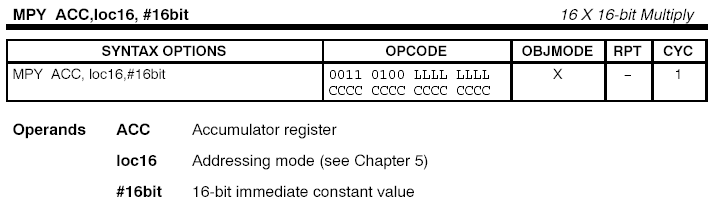 MPY ACC,loc16, #16bit 16 X 16-bit Multiply
SYNTAX OPTIONS OPCODE OBJMODE RPT CYC
MPY ACC, loc16,#16bit 0011 0100 LLLL LLLL X – 1
CCCC CCCC CCCC CCCC
Operands ACC Accumulator register
loc16 Addressing mode (see Chapter 5)
#16bit 16-bit immediate constant value